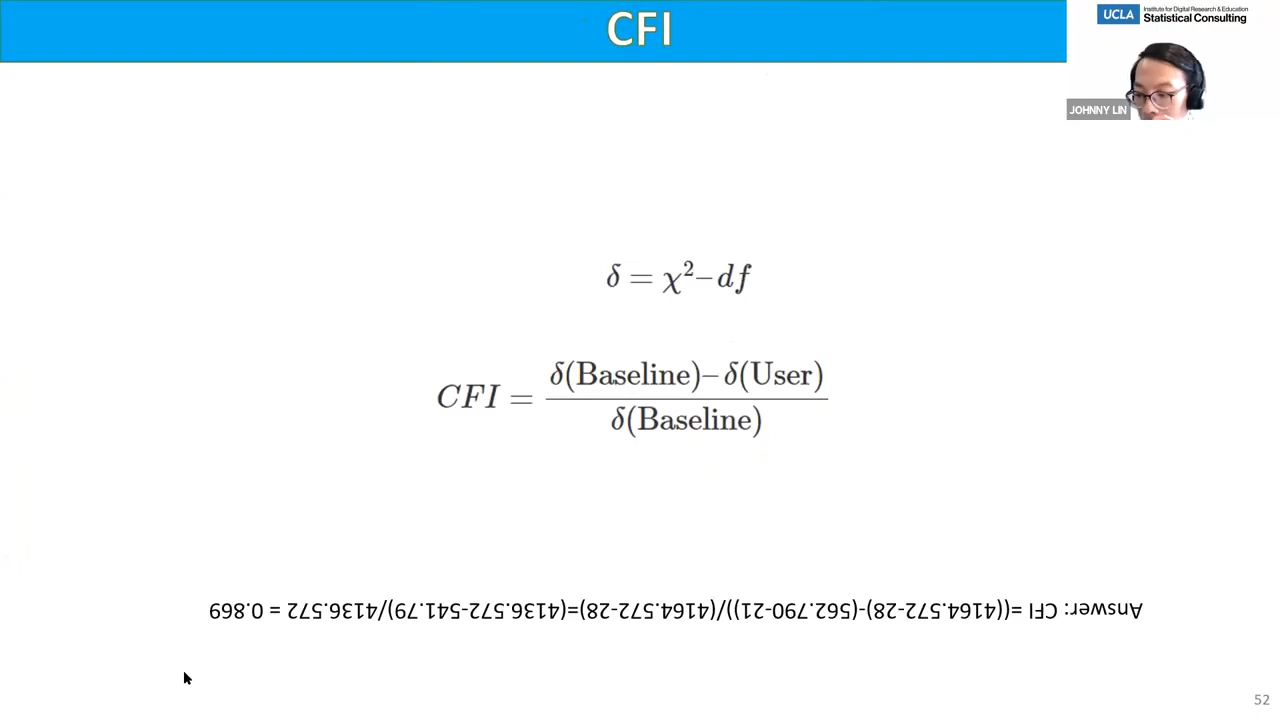 CFI
UCLA
Institute for Digital Research & Education
Statistical Consulting
JOHNNY LIN
δ = χ²– df
CFI = δ(Baseline)– δ(User) / δ(Baseline)
Answer: CFI =((4164.572-28)-(562.790-21))/(4164.572-28)=(4136.572-541.79)/4136.572 = 0.869
52